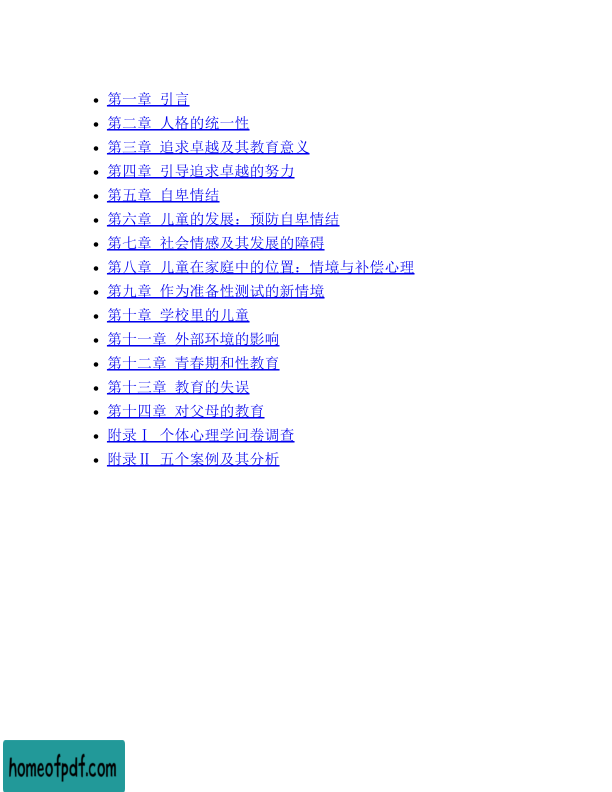 第一章 引言
第二章 人格的统一性
第三章 追求卓越及其教育意义
第四章 引导追求卓越的努力
第五章 自卑情结
第六章 儿童的发展：预防自卑情结
第七章 社会情感及其发展的障碍
第八章 儿童在家庭中的位置：情境与补偿心理
第九章 作为准备性测试的新情境
第十章 学校里的儿童
第十一章 外部环境的影响
第十二章 青春期和性教育
第十三章 教育的失误
第十四章 对父母的教育
附录Ⅰ 个体心理学问卷调查
附录Ⅱ 五个案例及其分析
homeofpdf.com